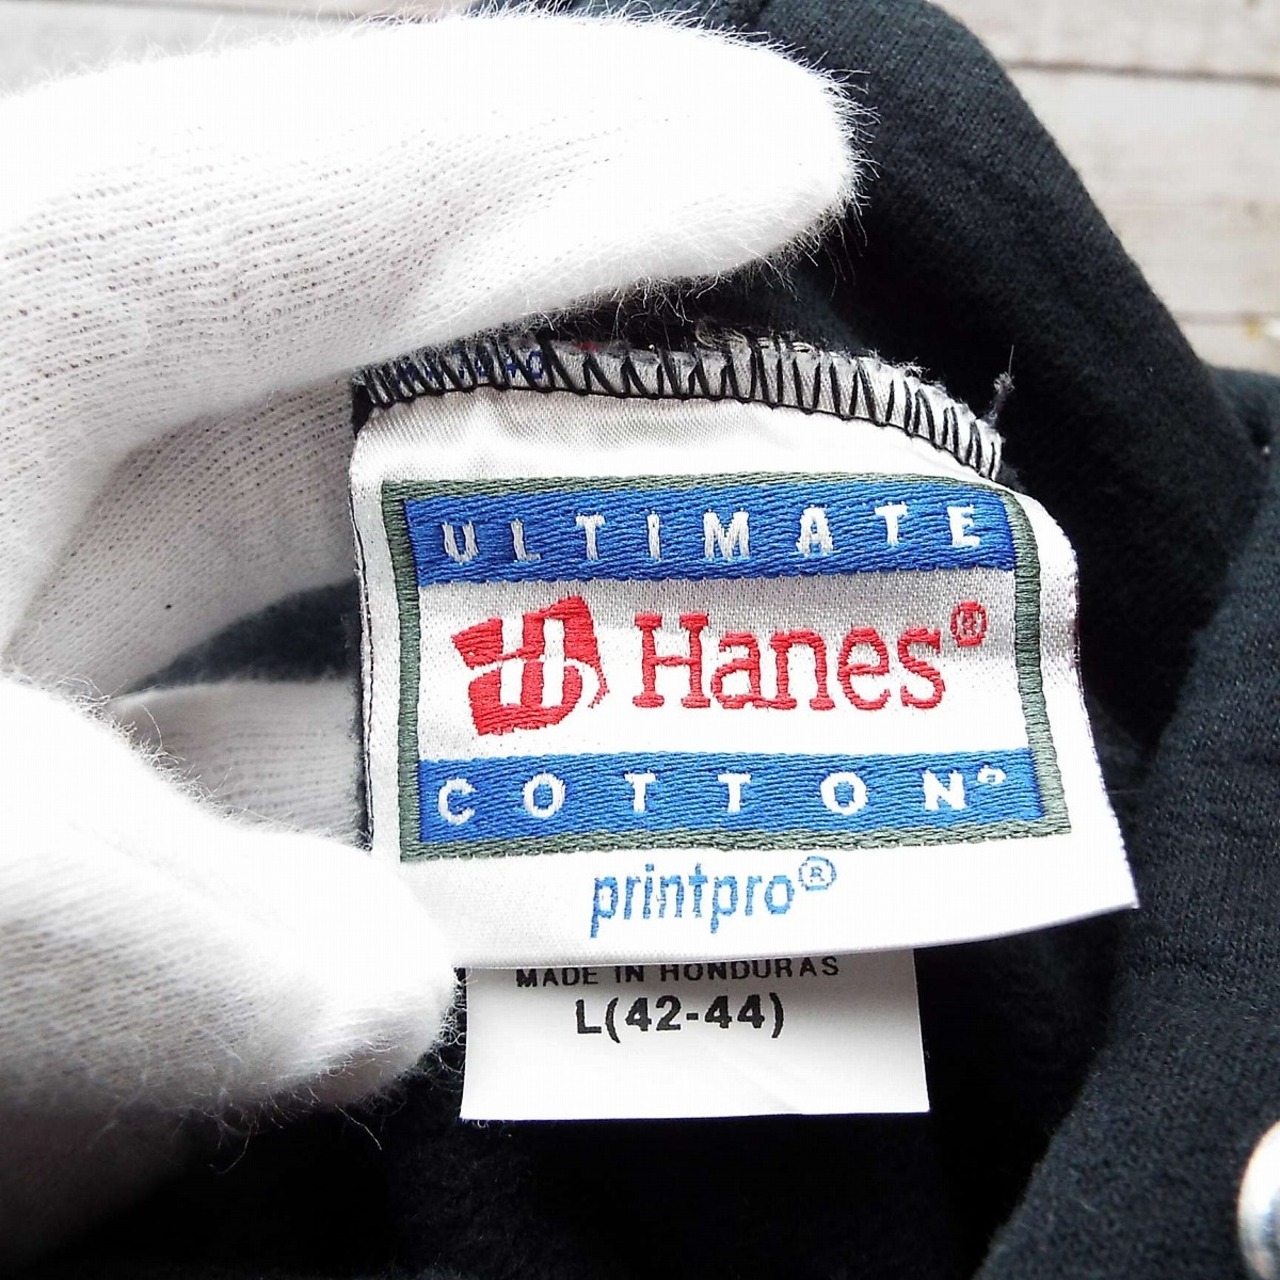 ULTIMATE
Hanes®
COTTON®
printpro®
MADE IN HONDURAS
L(42-44)